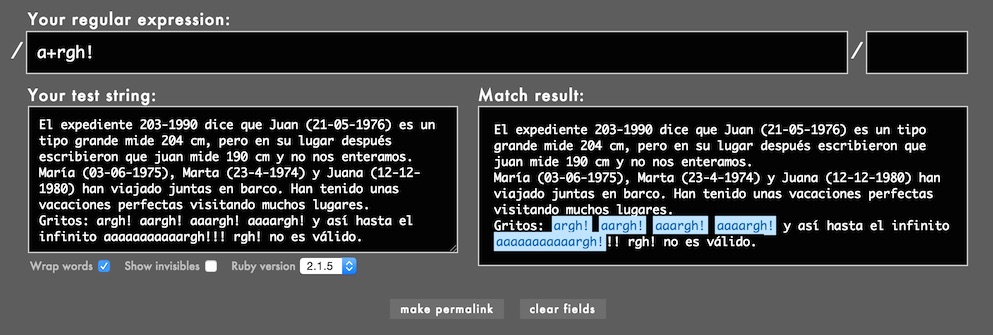 Your regular expression:
/ a+rgh! /
Your test string:
El expediente 203-1990 dice que Juan (21-05-1976) es un
tipo grande mide 204 cm, pero en su lugar después
escribieron que juan mide 190 cm y no nos enteramos.
María (03-06-1975), Marta (23-4-1974) y Juana (12-12-
1980) han viajado juntas en barco. Han tenido unas
vacaciones perfectas visitando muchos lugares.
Gritos: argh! aargh! aaargh! aaaargh! y así hasta el
infinito aaaaaaaaaaargh!!! rgh! no es válido.
Wrap words Show invisibles Ruby version 2.1.5
Match result:
El expediente 203-1990 dice que Juan (21-05-1976) es un tipo
grande mide 204 cm, pero en su lugar después escribieron que
juan mide 190 cm y no nos enteramos.
María (03-06-1975), Marta (23-4-1974) y Juana (12-12-1980) han
viajado juntas en barco. Han tenido unas vacaciones perfectas
visitando muchos lugares.
Gritos: argh! aargh! aaargh! aaaargh! y así hasta el infinito
aaaaaaaaaaargh!!! rgh! no es válido.
make permalink clear fields